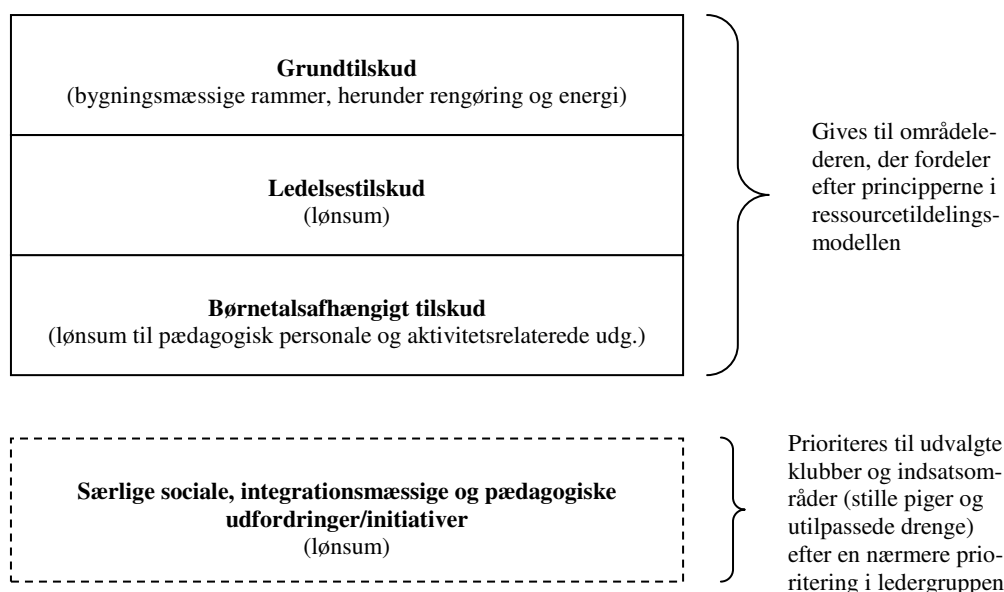 Grundtilskud
(bygningsmæssige rammer, herunder rengøring og energi)
Ledelsestilskud
(lønsum)
Børnetalsafhængigt tilskud
(lønsum til pædagogisk personale og aktivitetsrelaterede udg.)
Gives til områdele-
deren, der fordeler
efter principperne i
ressourcetildelings-
modellen
Særlige sociale, integrationsmæssige og pædagogiske
udfordringer/initiativer
(lønsum)
Prioriteres til udvalgte
klubber og indsatsom-
råder (stille piger og
utilpassede drenge)
efter en nærmere prio-
ritering i ledergruppen